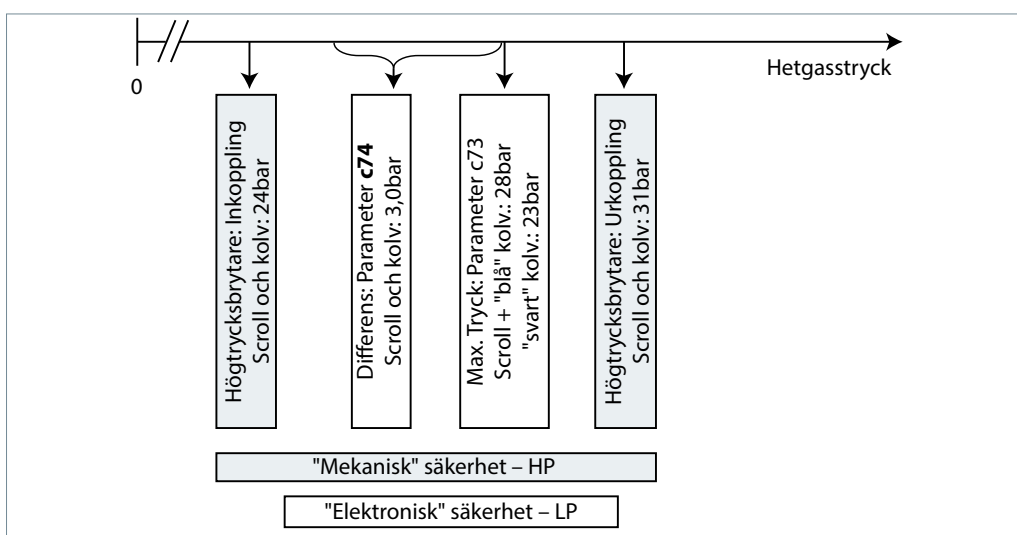 0
Hetgasstryck
Högtrycksbrytare: Inkoppling
Scroll och kolv: 24bar
Differens: Parameter c74
Scroll och kolv: 3,0bar
Max. Tryck: Parameter c73
Scroll + "blå" kolv.: 28bar
"svart" kolv.: 23bar
Högtrycksbrytare: Urkoppling
Scroll och kolv: 31bar
"Mekanisk" säkerhet – HP
"Elektronisk" säkerhet – LP